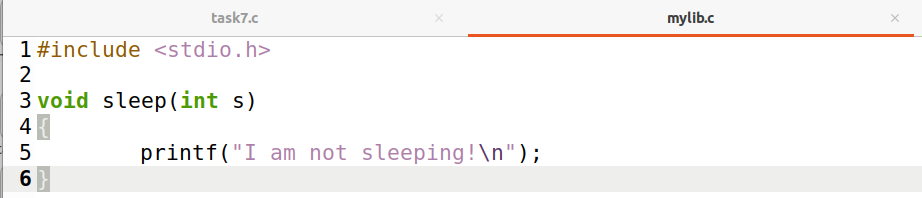 task7.c × mylib.c ×
1 #include <stdio.h>
2
3 void sleep(int s)
4 {
5 printf("I am not sleeping!\n");
6 }